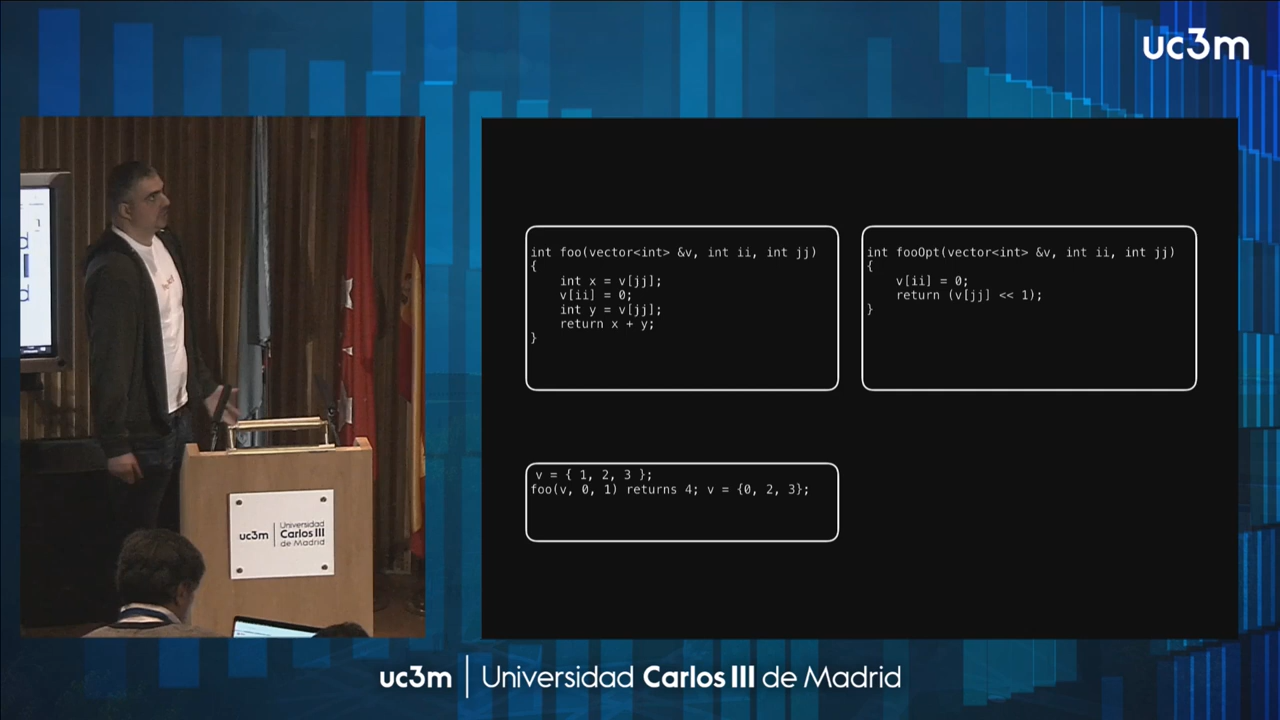 uc3m
int foo(vector<int> &v, int ii, int jj)
{
    int x = v[jj];
    v[ii] = 0;
    int y = v[jj];
    return x + y;
}
int fooOpt(vector<int> &v, int ii, int jj)
{
    v[ii] = 0;
    return (v[jj] << 1);
}
v = { 1, 2, 3 };
foo(v, 0, 1) returns 4; v = {0, 2, 3};
uc3m
Universidad
Carlos III
de Madrid
uc3m | Universidad Carlos III de Madrid